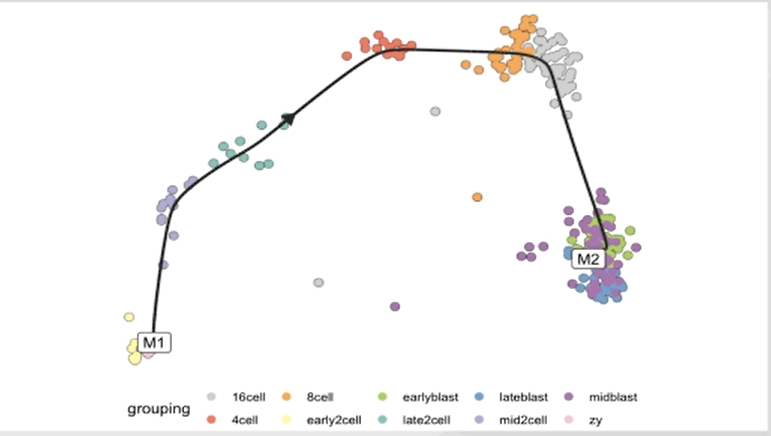 M2
M1
grouping
16cell 8cell earlyblast lateblast midblast
4cell early2cell late2cell mid2cell zy